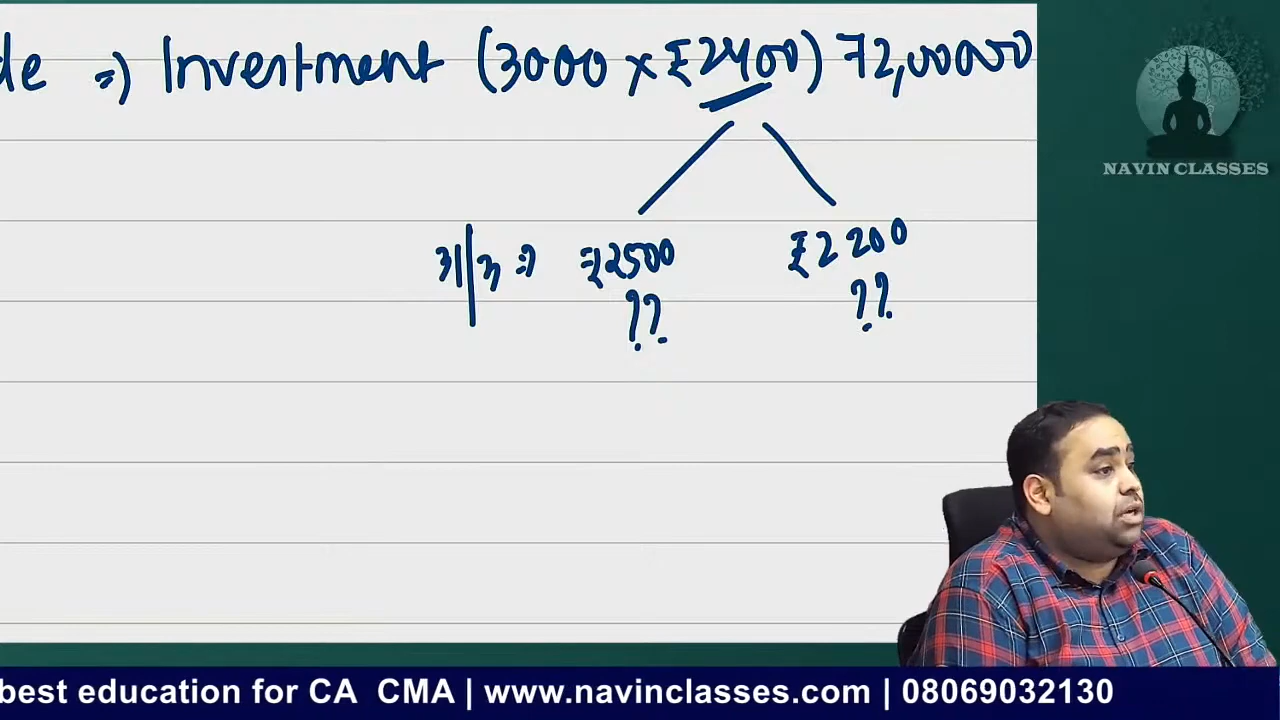 de ⇒ Investment (3000 × ₹2400) 72,00000
NAVIN CLASSES
31/3 ⇒ ₹2500 ₹2200
?? ??
best education for CA CMA | www.navinclasses.com | 08069032130